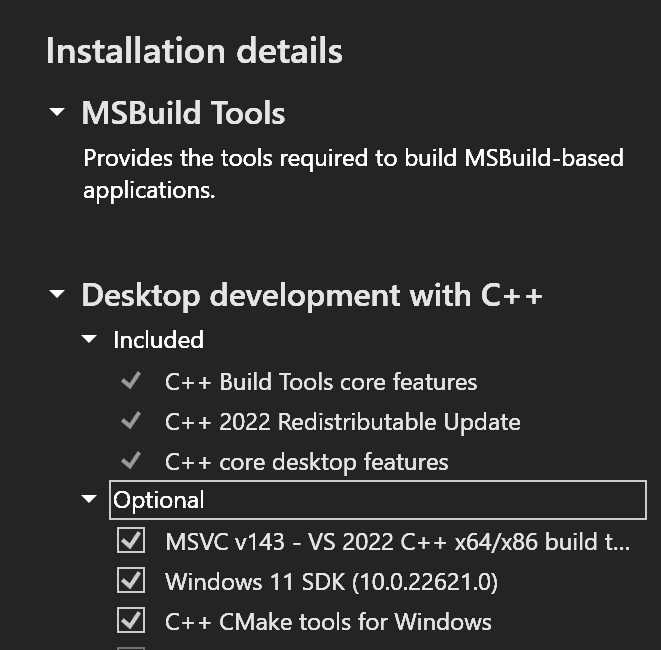 Installation details
MSBuild Tools
Provides the tools required to build MSBuild-based
applications.
Desktop development with C++
Included
C++ Build Tools core features
C++ 2022 Redistributable Update
C++ core desktop features
Optional
MSVC v143 - VS 2022 C++ x64/x86 build t...
Windows 11 SDK (10.0.22621.0)
C++ CMake tools for Windows